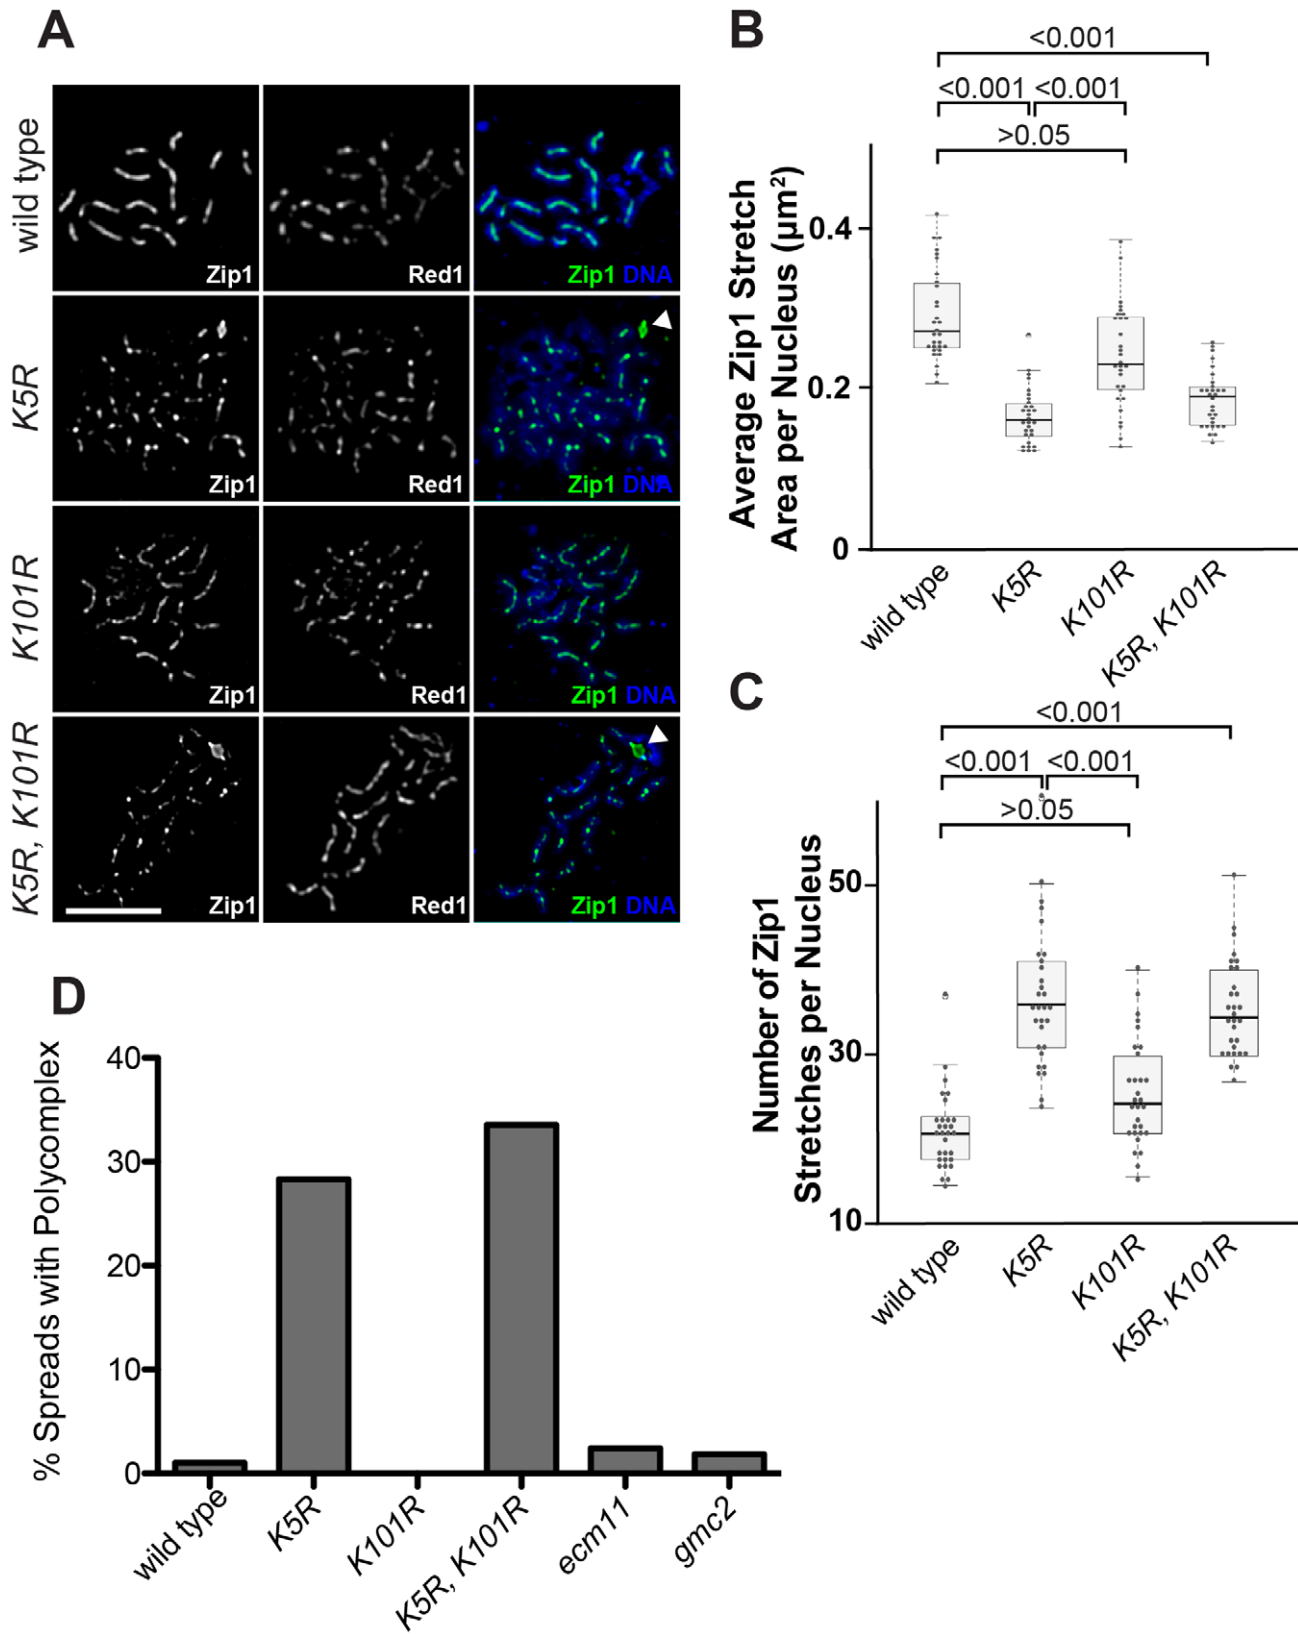 A
wild type
Zip1
Red1
Zip1 DNA
K5R
Zip1
Red1
Zip1 DNA
K101R
Zip1
Red1
Zip1 DNA
K5R, K101R
Zip1
Red1
Zip1 DNA
B
<0.001
<0.001
<0.001
>0.05
Average Zip1 Stretch
Area per Nucleus (µm²)
0.4
0.2
0
wild type
K5R
K101R
K5R, K101R
C
<0.001
<0.001
<0.001
>0.05
Number of Zip1
Stretches per Nucleus
50
30
10
wild type
K5R
K101R
K5R, K101R
D
% Spreads with Polycomplex
40
30
20
10
0
wild type
K5R
K101R
K5R, K101R
ecm11
gmc2